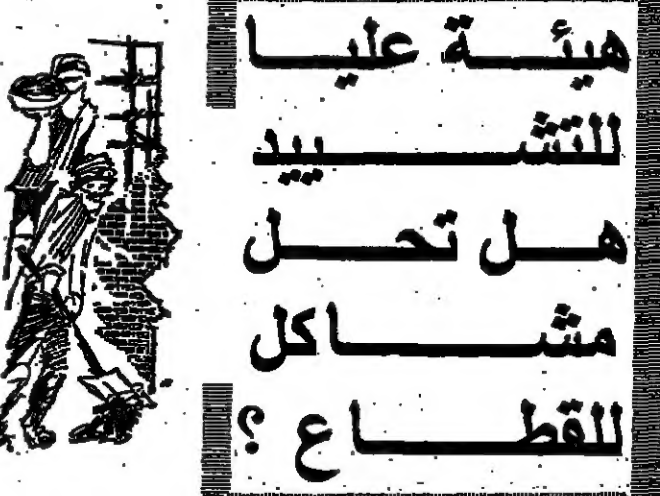 هيئة عليا
للتشييد
هل تحل
مشاكل
للقطاع ؟